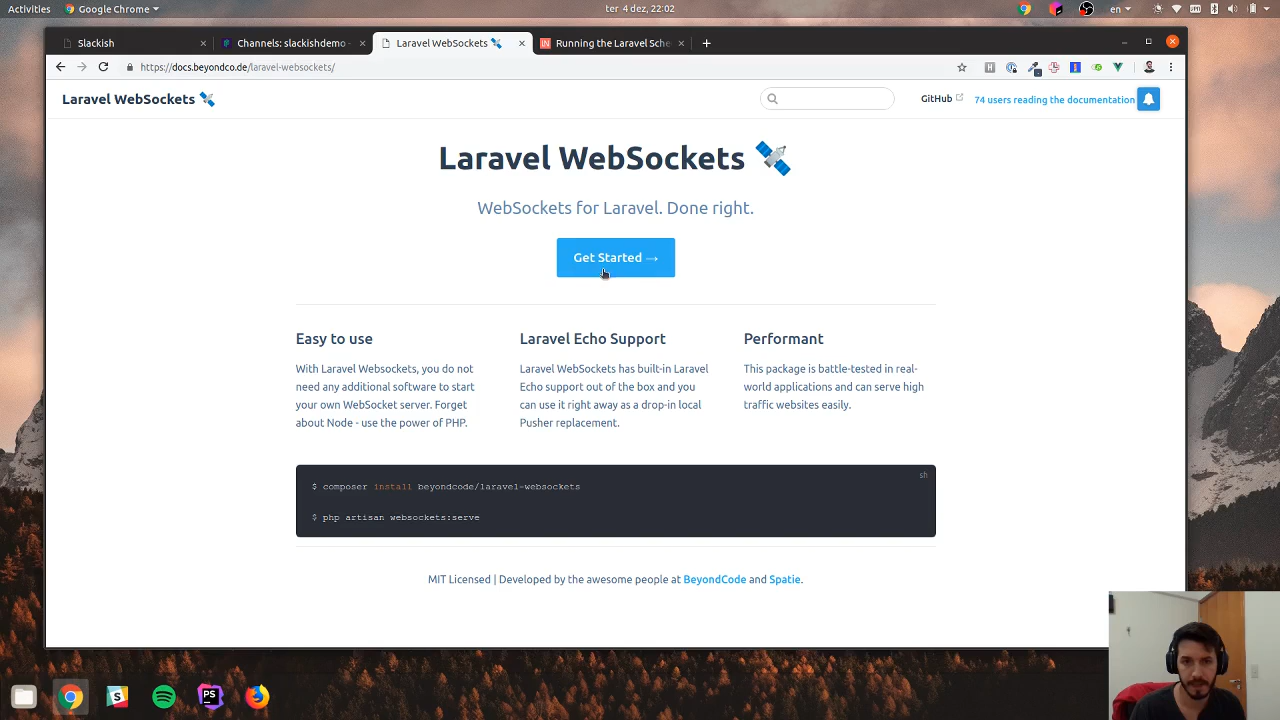 Activities
Google Chrome
ter 4 dez, 22:02
en
Slackish
Channels: slackishdemo -
Laravel WebSockets
Running the Laravel Sche
https://docs.beyondco.de/laravel-websockets/
Laravel WebSockets
GitHub
74 users reading the documentation
Laravel WebSockets
WebSockets for Laravel. Done right.
Get Started →
Easy to use
With Laravel Websockets, you do not
need any additional software to start
your own WebSocket server. Forget
about Node - use the power of PHP.
Laravel Echo Support
Laravel WebSockets has built-in Laravel
Echo support out of the box and you
can use it right away as a drop-in local
Pusher replacement.
Performant
This package is battle-tested in real-
world applications and can serve high
traffic websites easily.
sh
$ composer install beyondcode/laravel-websockets
$ php artisan websockets:serve
MIT Licensed | Developed by the awesome people at BeyondCode and Spatie.
PS